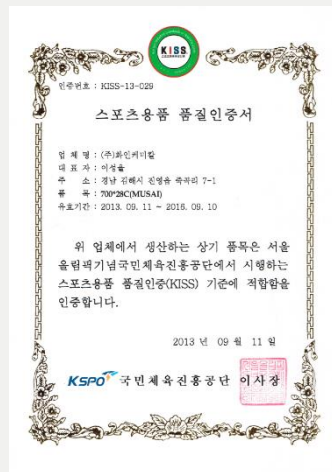 KISS
인증번호 : KISS-13-029
스포츠용품 품질인증서
업 체 명 : (주)화인케미칼
대 표 자 : 이성율
주 소 : 경남 김해시 진영읍 죽곡리 7-1
품 목 : 700*28C(MUSAI)
유효기간 : 2013. 09. 11 ~ 2016. 09. 10
위 업체에서 생산하는 상기 품목은 서울
올림픽기념국민체육진흥공단에서 시행하는
스포츠용품 품질인증(KISS) 기준에 적합함을
인증합니다.
2013 년 09 월 11 일
KSPO 국민체육진흥공단 이사장